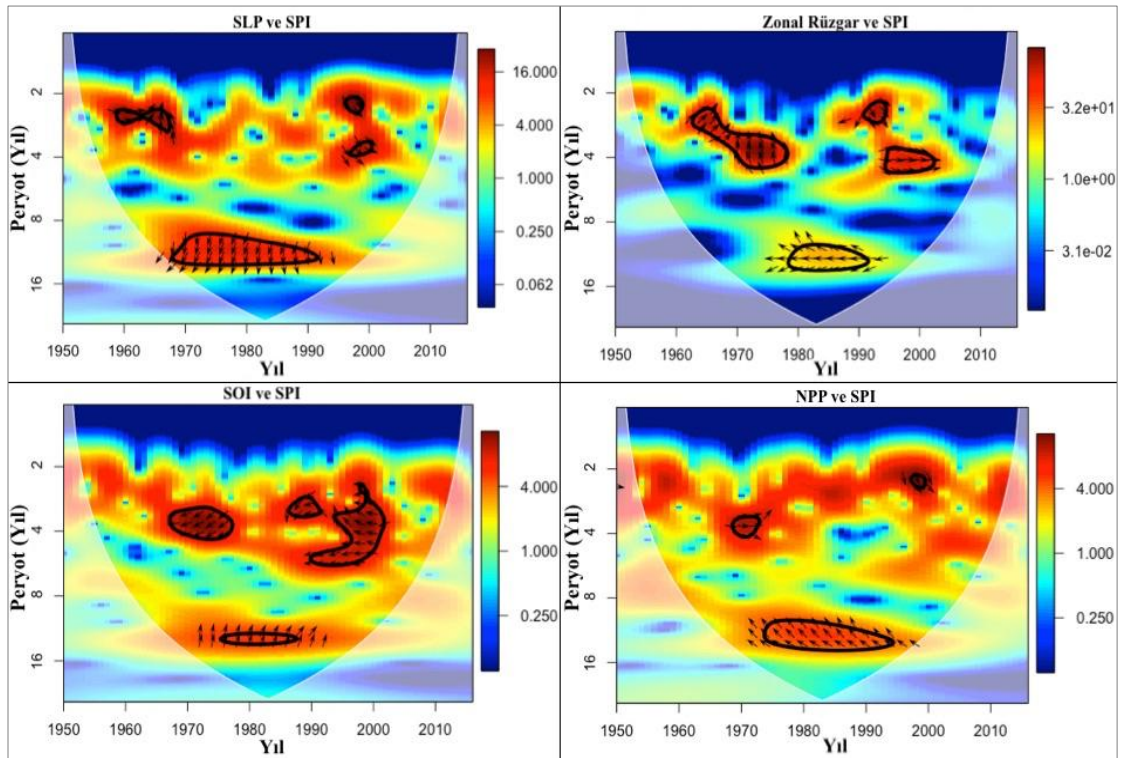 SLP ve SPI
Peryot (Yıl)
2
4
8
16
1950 1960 1970 1980 1990 2000 2010
Yıl
16.000
4.000
1.000
0.250
0.062
Zonal Rüzgar ve SPI
Peryot (Yıl)
2
4
8
16
1950 1960 1970 1980 1990 2000 2010
Yıl
3.2e+01
1.0e+00
3.1e-02
SOI ve SPI
Peryot (Yıl)
2
4
8
16
1950 1960 1970 1980 1990 2000 2010
Yıl
4.000
1.000
0.250
NPP ve SPI
Peryot (Yıl)
2
4
8
16
1950 1960 1970 1980 1990 2000 2010
Yıl
4.000
1.000
0.250